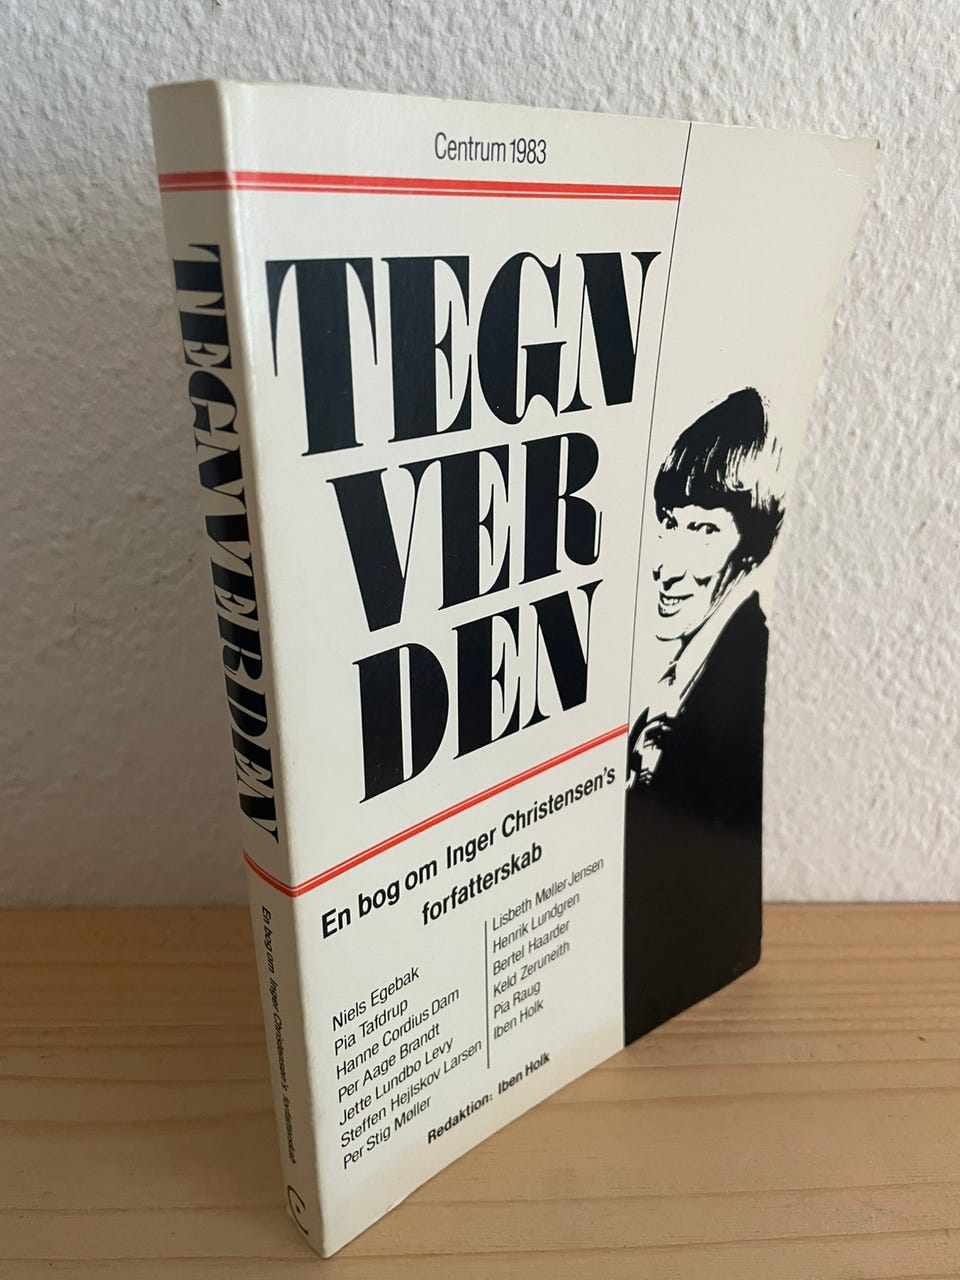 Centrum 1983
TEGN
VER
DEN
En bog om Inger Christensen's
forfatterskab
Niels Egebak
Pia Tafdrup
Hanne Cordius Dam
Per Aage Brandt
Jette Lundbo Levy
Steffen Hejlskov Larsen
Per Stig Møller
Lisbeth Møller Jensen
Henrik Lundgren
Bertel Haarder
Keld Zeruneith
Pia Raug
Iben Holk
Redaktion: Iben Holk
TEGNVERDEN
En bog om Inger Christensen's forfatterskab